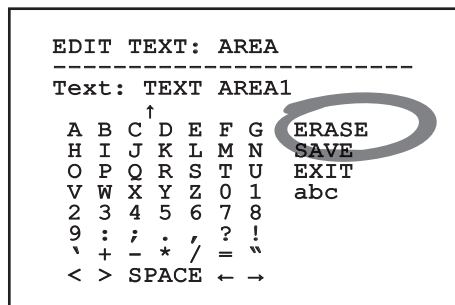 EDIT TEXT: AREA
------------------------
Text: TEXT AREA1
↑
A B C D E F G ERASE
H I J K L M N SAVE
O P Q R S T U EXIT
V W X Y Z 0 1 abc
2 3 4 5 6 7 8
9 : ; . , ? !
‵ + - * / = ‶
< > SPACE ← →